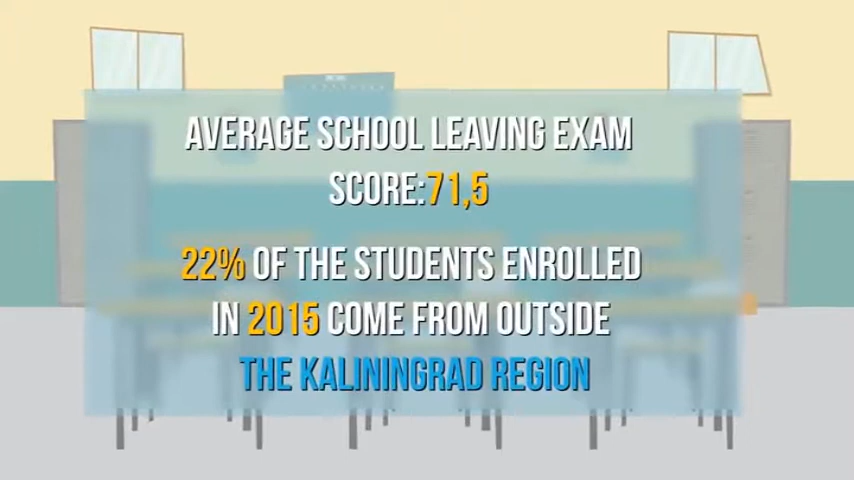 AVERAGE SCHOOL LEAVING EXAM
SCORE:71,5
22% OF THE STUDENTS ENROLLED
IN 2015 COME FROM OUTSIDE
THE KALININGRAD REGION